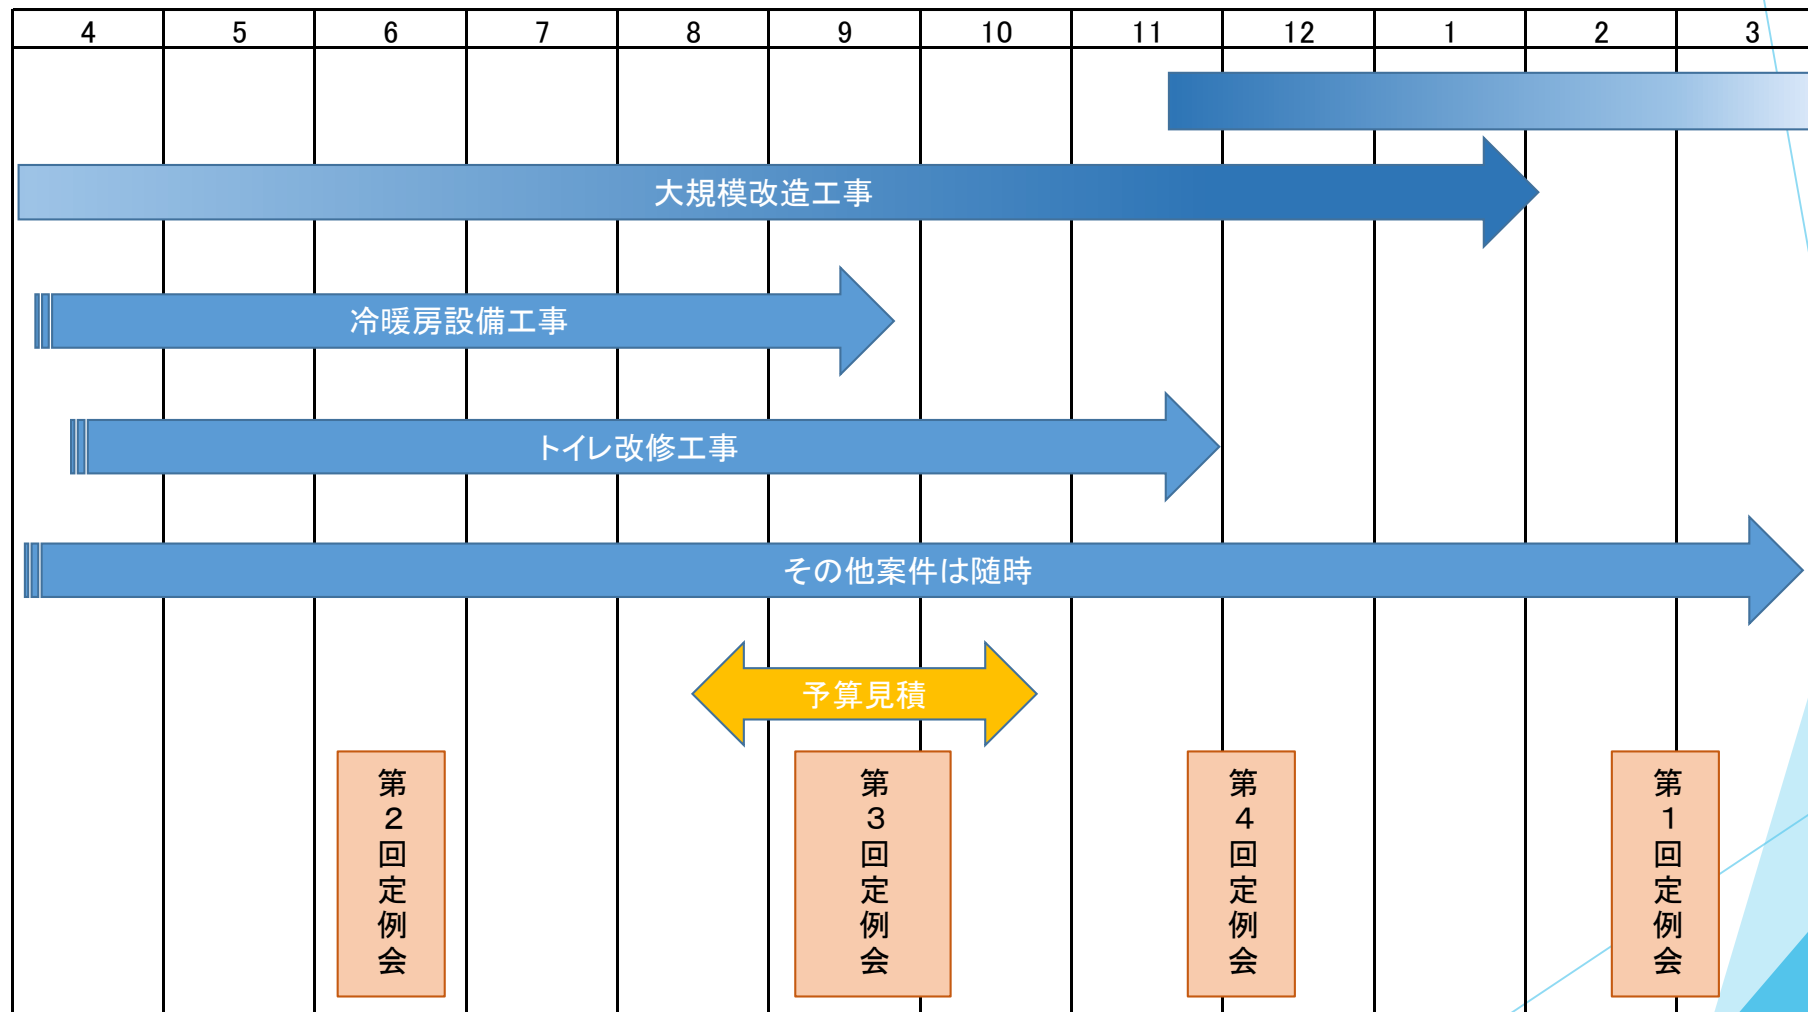 4 5 6 7 8 9 10 11 12 1 2 3
大規模改造工事
冷暖房設備工事
トイレ改修工事
その他案件は随時
予算見積
第2回定例会
第3回定例会
第4回定例会
第1回定例会